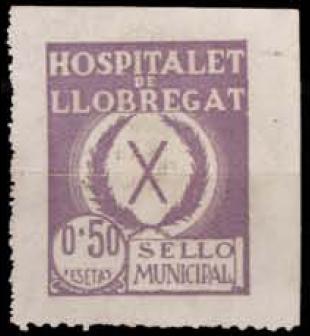 HOSPITALET
DE
LLOBREGAT
X
0'50
PESETAS
SELLO
MUNICIPAL